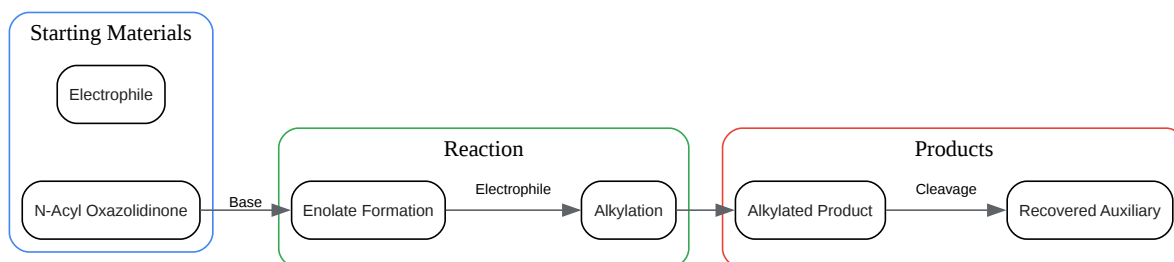 Starting Materials
Electrophile
N-Acyl Oxazolidinone
Base
Reaction
Enolate Formation
Electrophile
Alkylation
Products
Alkylated Product
Cleavage
Recovered Auxiliary